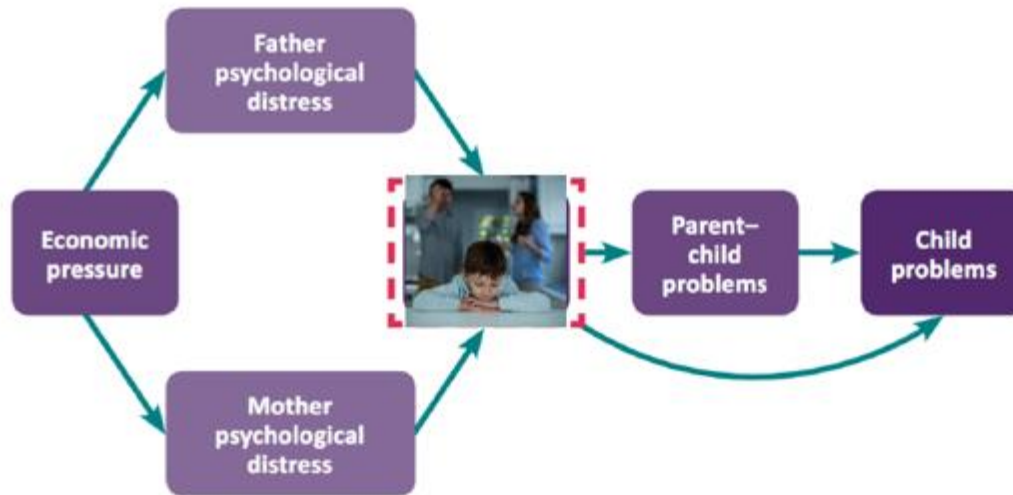 Father
psychological
distress
Economic
pressure
Parent–
child
problems
Child
problems
Mother
psychological
distress